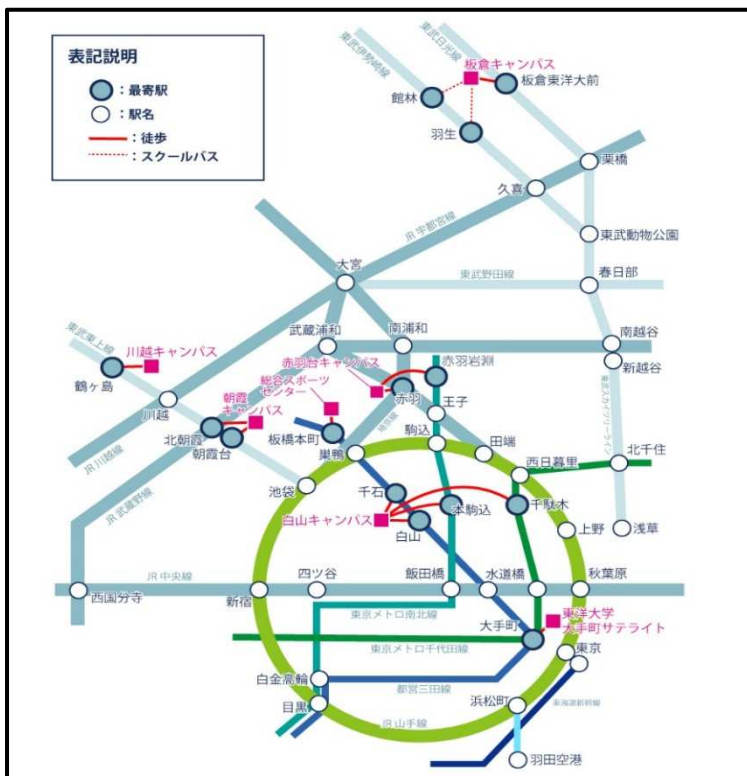 表記説明
：最寄駅
：駅名
：徒歩
：スクールバス
東武伊勢崎線
東武日光線
板倉キャンパス
板倉東洋大前
館林
羽生
栗橋
久喜
JR 宇都宮線
東武動物公園
大宮
東武野田線
春日部
武蔵浦和
南浦和
南越谷
新越谷
東武東上線
川越キャンパス
鶴ヶ島
赤羽台キャンパス
赤羽岩淵
総合スポーツ
センター
赤羽
東武スカイツリーライン
川越
朝霞
キャンパス
北朝霞
朝霞台
板橋本町
埼京線
王子
JR 川越線
巣鴨
駒込
田端
西日暮里
北千住
JR 武蔵野線
池袋
千石
白山キャンパス
本駒込
千駄木
白山
上野
浅草
JR 中央線
四ツ谷
飯田橋
水道橋
秋葉原
西国分寺
新宿
東京メトロ南北線
大手町
東洋大学
大手町サテライト
東京メトロ千代田線
東京
白金高輪
都営三田線
目黒
浜松町
東海道新幹線
JR 山手線
羽田空港